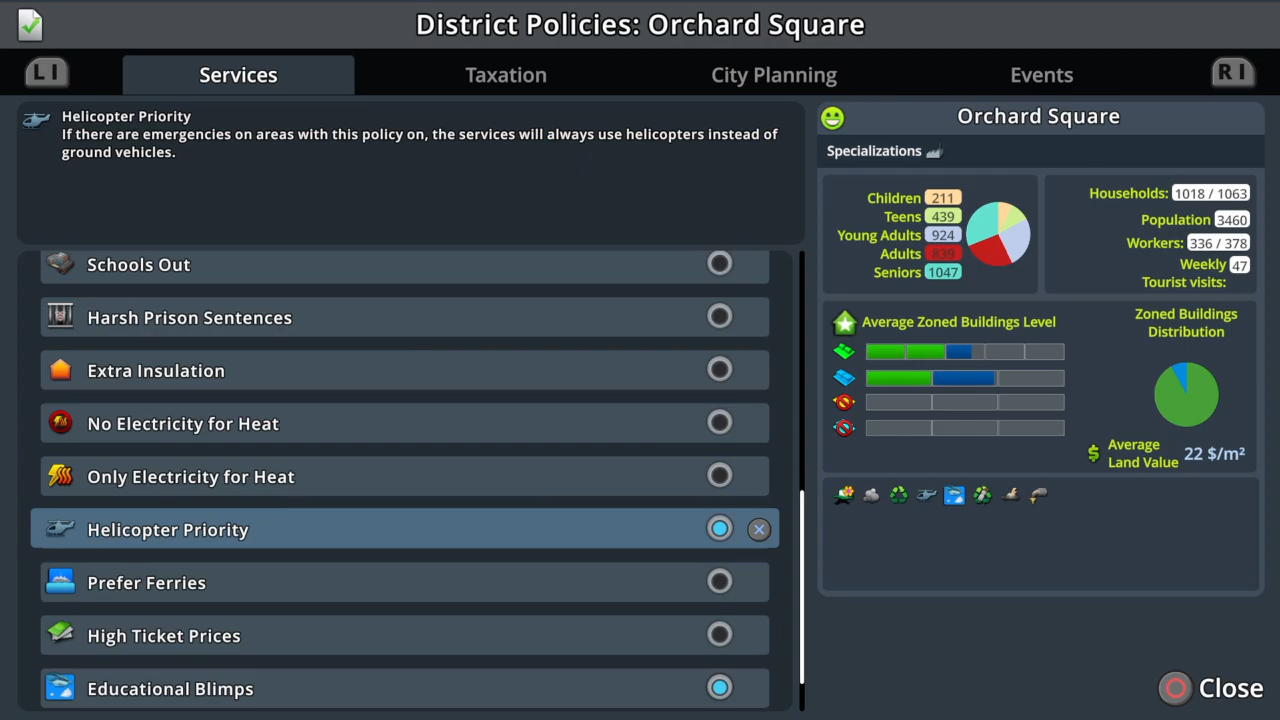 District Policies: Orchard Square
L1
Services
Taxation
City Planning
Events
R1
Helicopter Priority
If there are emergencies on areas with this policy on, the services will always use helicopters instead of
ground vehicles.
Schools Out
Harsh Prison Sentences
Extra Insulation
No Electricity for Heat
Only Electricity for Heat
Helicopter Priority
Prefer Ferries
High Ticket Prices
Educational Blimps
Orchard Square
Specializations
Children 211
Teens 439
Young Adults 924
Adults 839
Seniors 1047
Households: 1018 / 1063
Population 3460
Workers: 336 / 378
Weekly 47
Tourist visits:
Average Zoned Buildings Level
Zoned Buildings
Distribution
Average
Land Value 22 $/m²
Close